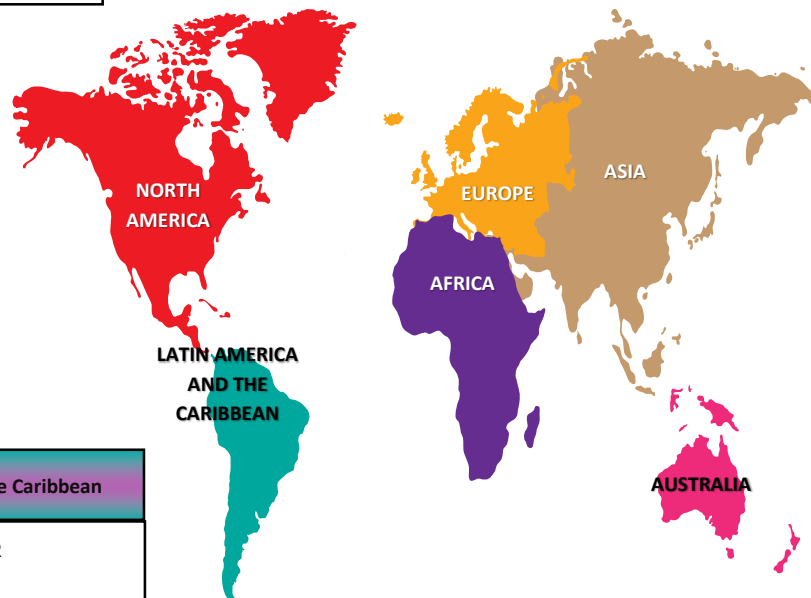 NORTH
AMERICA
EUROPE
ASIA
AFRICA
LATIN AMERICA
AND THE
CARIBBEAN
AUSTRALIA
Caribbean